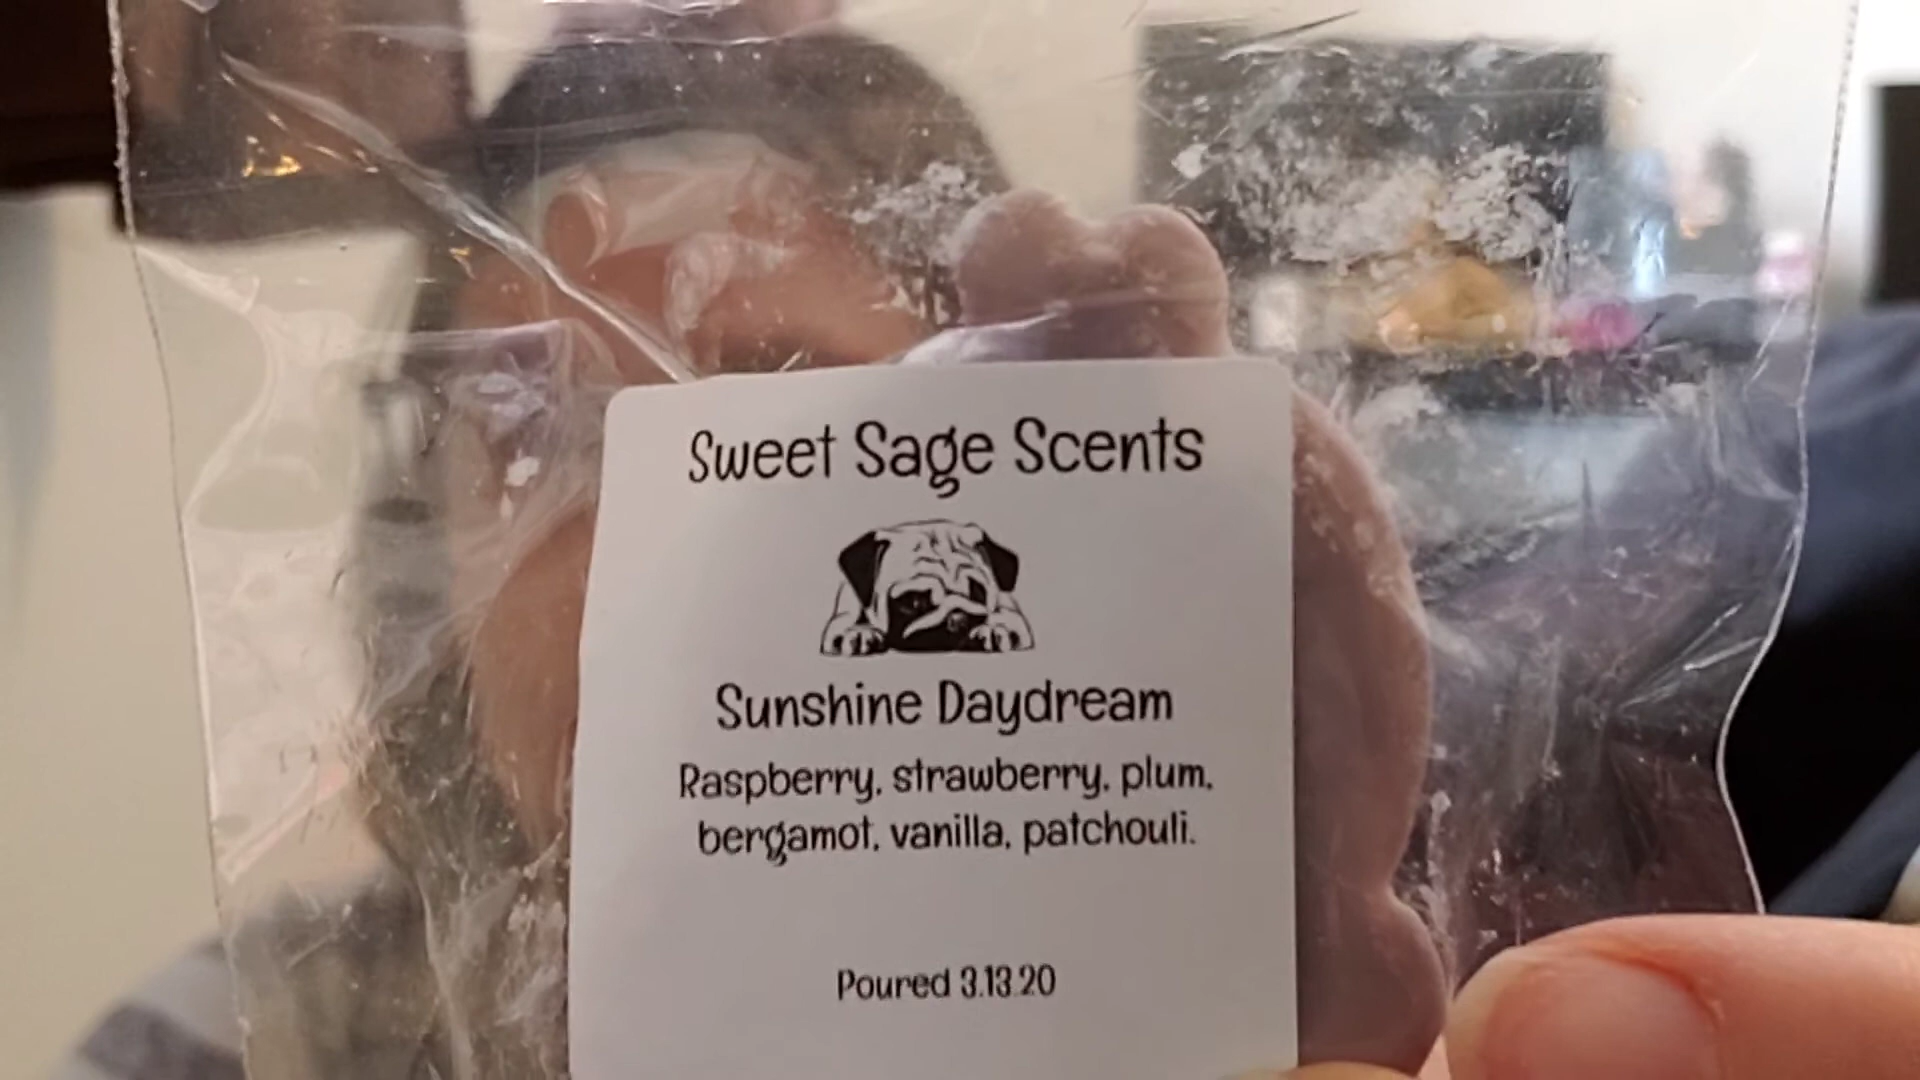 Sweet Sage Scents
Sunshine Daydream
Raspberry, strawberry, plum,
bergamot, vanilla, patchouli.
Poured 3.13.20